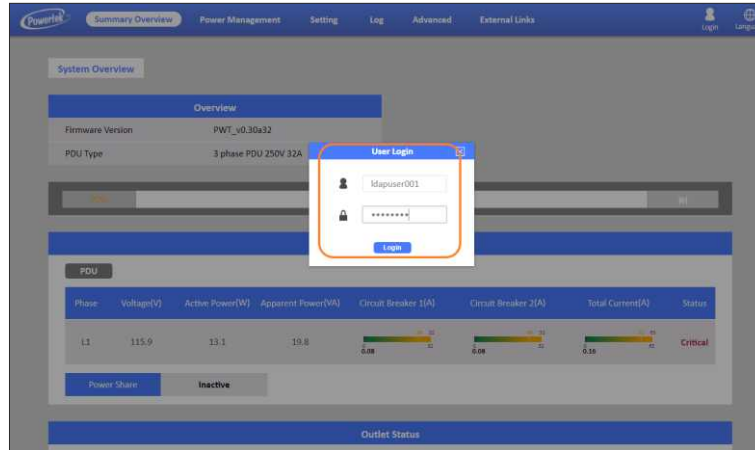 Powertek
Summary Overview Power Management Setting Log Advanced External Links Login
System Overview
Overview
Firmware Version PWT_v0.30a32
PDU Type 3 phase PDU 250V 32A
User Login
ldapuser001
••••••••
Login
PDU
Phase Voltage(V) Active Power(W) Apparent Power(VA) Circuit Breaker 1(A) Circuit Breaker 2(A) Total Current(A) Status
L1 115.9 13.1 19.8 0.08 0.08 0.16 Critical
Power Share Inactive
Outlet Status